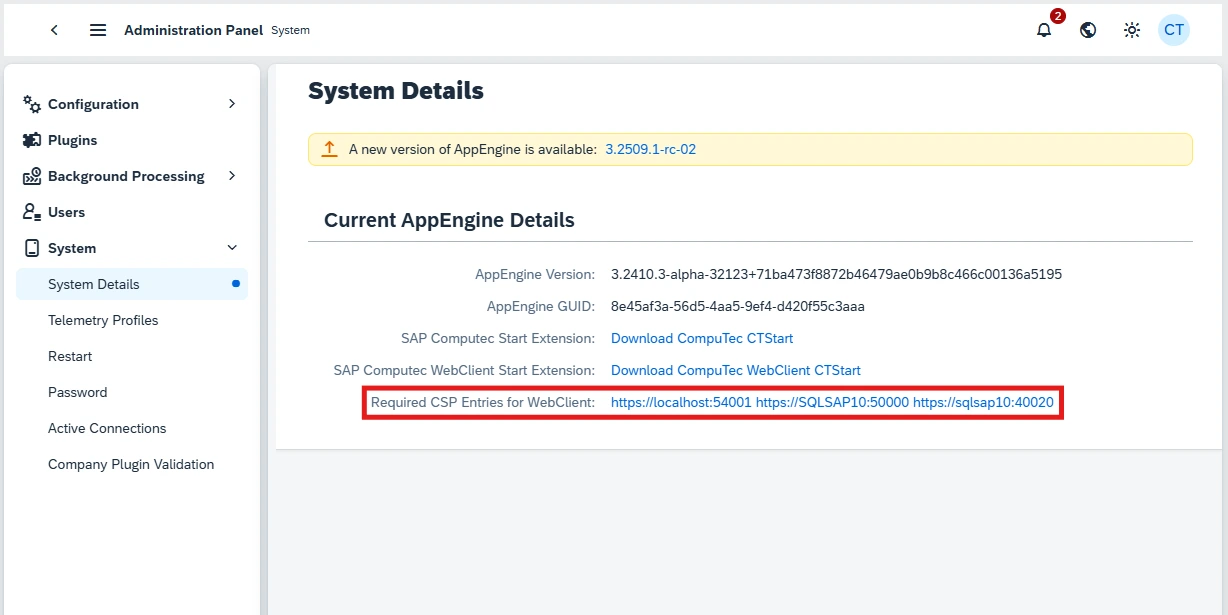 Administration Panel System
2
CT
Configuration
Plugins
Background Processing
Users
System
System Details
Telemetry Profiles
Restart
Password
Active Connections
Company Plugin Validation
System Details
A new version of AppEngine is available: 3.2509.1-rc-02
Current AppEngine Details
AppEngine Version: 3.2410.3-alpha-32123+71ba473f8872b46479ae0b9b8c466c00136a5195
AppEngine GUID: 8e45af3a-56d5-4aa5-9ef4-d420f55c3aaa
SAP Computec Start Extension: Download CompuTec CTStart
SAP Computec WebClient Start Extension: Download CompuTec WebClient CTStart
Required CSP Entries for WebClient: https://localhost:54001 https://SQLSAP10:50000 https://sqlsap10:40020